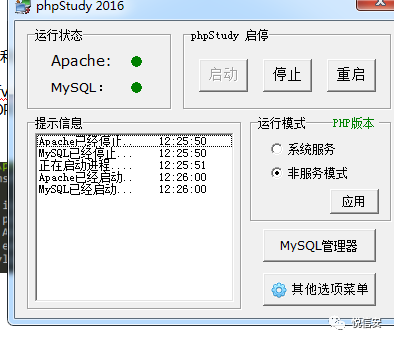 phpStudy 2016
运行状态
phpStudy 启停
Apache:
MySQL:
启动
停止
重启
提示信息
运行模式
PHP版本
Apache已经停止.. 12:25:50
MySQL已经停止... 12:25:50
正在启动进程.... 12:25:51
Apache已经启动.. 12:26:00
MySQL已经启动... 12:26:00
系统服务
非服务模式
应用
MySQL管理器
其他选项菜单
悦信安